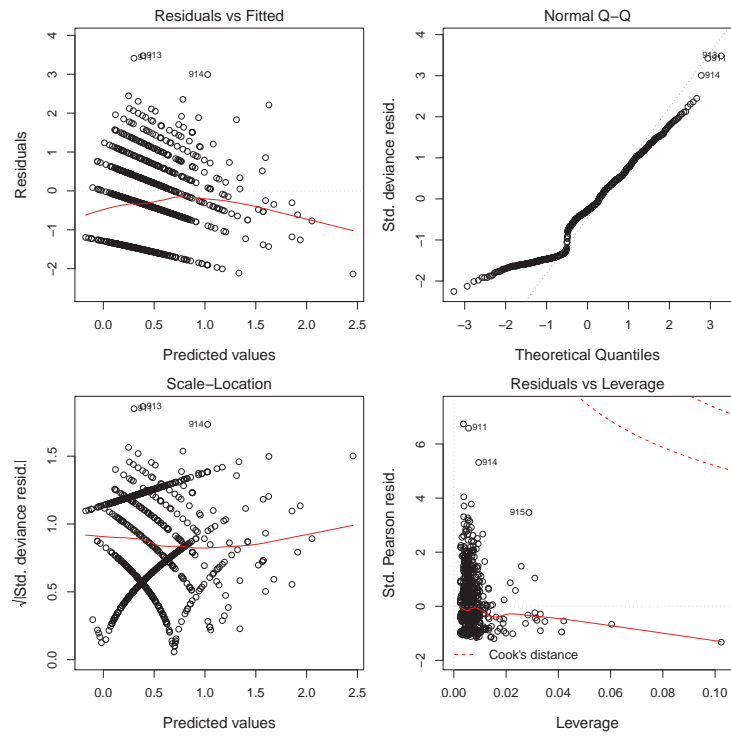 Residuals vs Fitted
4
3
2
1
0
−1
−2
Residuals
913
911
914
0.0 0.5 1.0 1.5 2.0 2.5
Predicted values
Normal Q−Q
4
3
2
1
0
−1
−2
Std. deviance resid.
913
911
914
−3 −2 −1 0 1 2 3
Theoretical Quantiles
Scale−Location
1.5
1.0
0.5
0.0
√|Std. deviance resid.|
913
911
914
0.0 0.5 1.0 1.5 2.0 2.5
Predicted values
Residuals vs Leverage
6
4
2
0
−2
Std. Pearson resid.
911
914
915
Cook's distance
0.00 0.02 0.04 0.06 0.08 0.10
Leverage